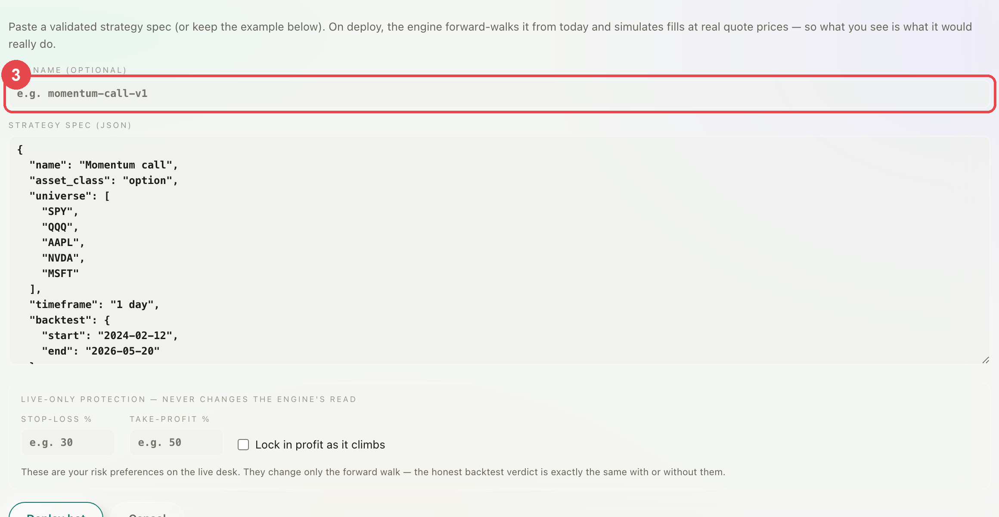 Paste a validated strategy spec (or keep the example below). On deploy, the engine forward-walks it from today and simulates fills at real quote prices — so what you see is what it would
really do.
3
NAME (OPTIONAL)
e.g. momentum-call-v1
STRATEGY SPEC (JSON)
{
"name": "Momentum call",
"asset_class": "option",
"universe": [
"SPY",
"QQQ",
"AAPL",
"NVDA",
"MSFT"
],
"timeframe": "1 day",
"backtest": {
"start": "2024-02-12",
"end": "2026-05-20"
LIVE-ONLY PROTECTION — NEVER CHANGES THE ENGINE'S READ
STOP-LOSS % TAKE-PROFIT %
e.g. 30 e.g. 50 Lock in profit as it climbs
These are your risk preferences on the live desk. They change only the forward walk — the honest backtest verdict is exactly the same with or without them.
Deploy bot Cancel